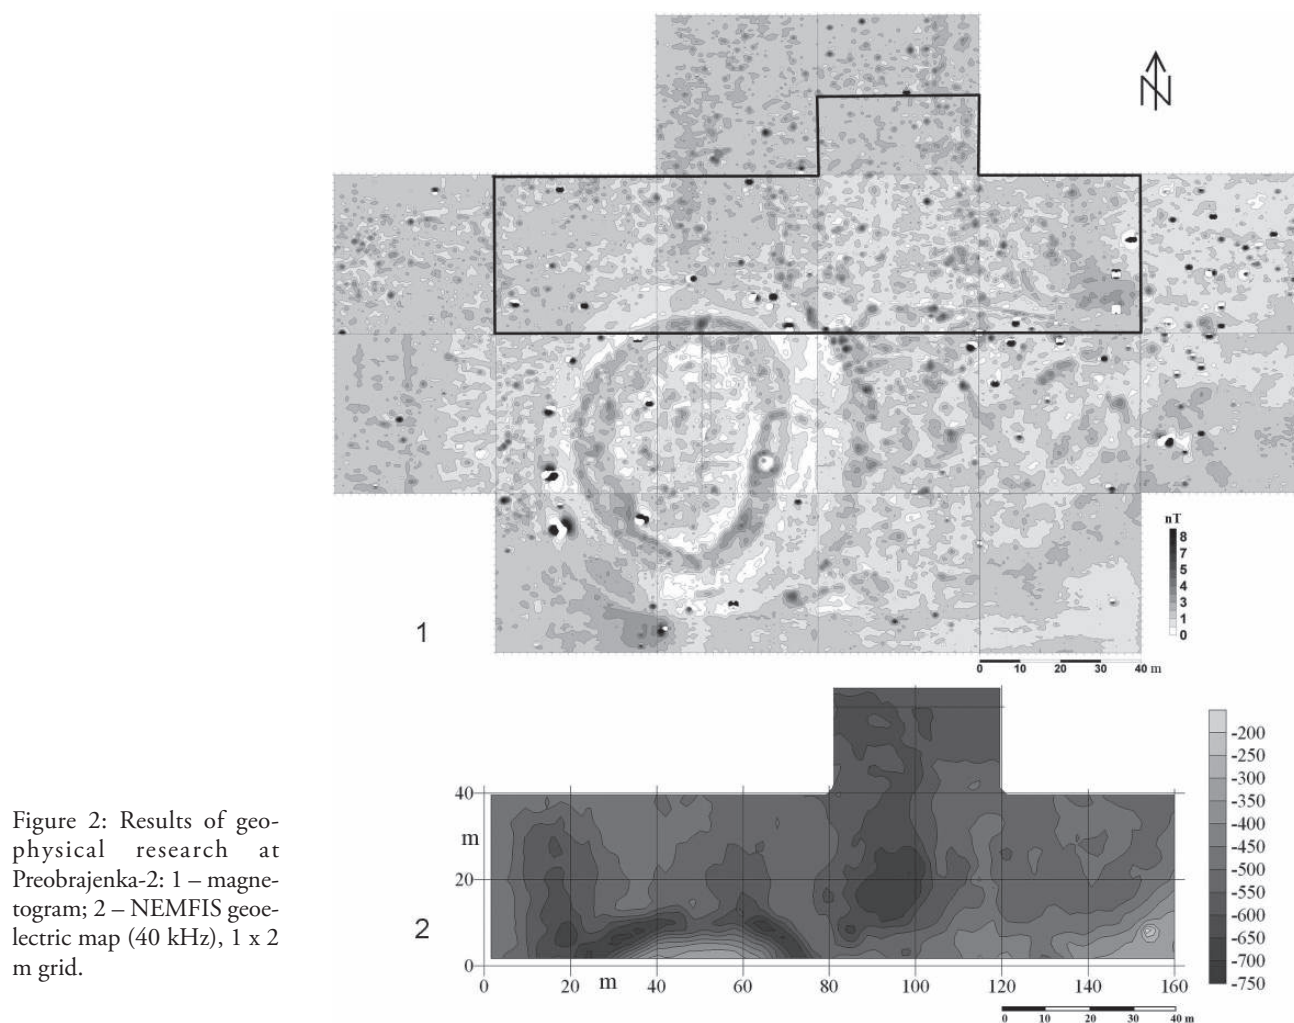 N
nT
8
7
5
4
3
1
0
1
0 10 20 30 40 m
-200
-250
-300
-350
-400
-450
-500
-550
-600
-650
-700
-750
40
m
20
2
0
0 20 m 40 60 80 100 120 140 160
0 10 20 30 40 m
Figure 2: Results of geo-
physical research at
Preobrajenka-2: 1 – magne-
togram; 2 – NEMFIS geoe-
lectric map (40 kHz), 1 x 2
m grid.